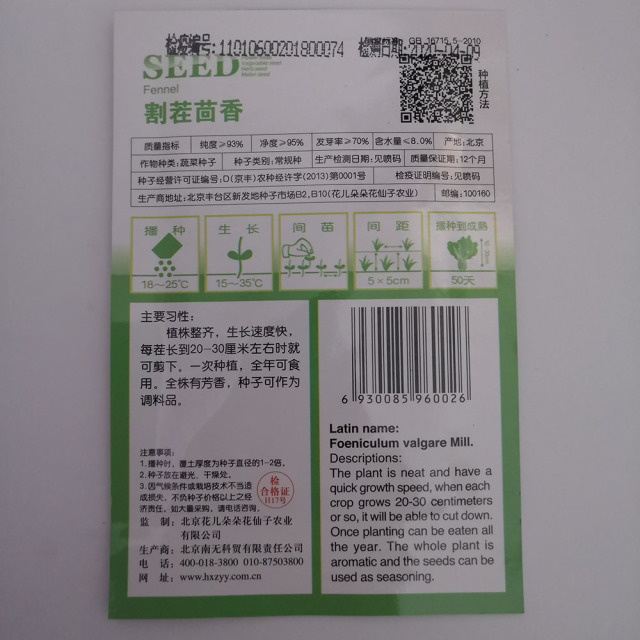 检疫编号:11010600201800074 检测日期:2020-04-09
GB 16715.5-2010
SEED
Fennel
种植方法
割茬茴香
质量指标 纯度≥93% 净度≥95% 发芽率≥70% 含水量≤8.0% 产地:北京
作物种类:蔬菜种子 种子类别:常规种 生产检测日期:见喷码 质量保证期:12个月
种子经营许可证编号:D(京丰)农种经许字(2013)第0001号 检疫证明编号:见喷码
生产商地址:北京丰台区新发地种子市场B2,B10(花儿朵朵花仙子农业) 邮编:100160
播种 生长 间苗 间距 播种到成熟
18~25℃ 15~35℃ 5×5cm 50天
主要习性:
植株整齐，生长速度快，
每茬长到20-30厘米左右时就
可剪下。一次种植，全年可食
用。全株有芳香，种子可作为
调料品。
注意事项:
1.播种时，覆土厚度为种子直径的1-2倍。
2.种子放在避光、干燥处。
3.因气候条件或栽培技术不当造
成损失，不负种子价格以上之经
济责任。如大量采购，请电话咨询。
检
合格证
H17号
监 制:北京花儿朵朵花仙子农业
有限公司
生产商:北京南无科贸有限责任公司
电 话:400-018-3800 010-87503800
网 址:www.hxzyy.com.cn
6 930085 960026
Latin name:
Foeniculum valgare Mill.
Descriptions:
The plant is neat and have a
quick growth speed, when each
crop grows 20-30 centimeters
or so, it will be able to cut down.
Once planting can be eaten all
the year. The whole plant is
aromatic and the seeds can be
used as seasoning.